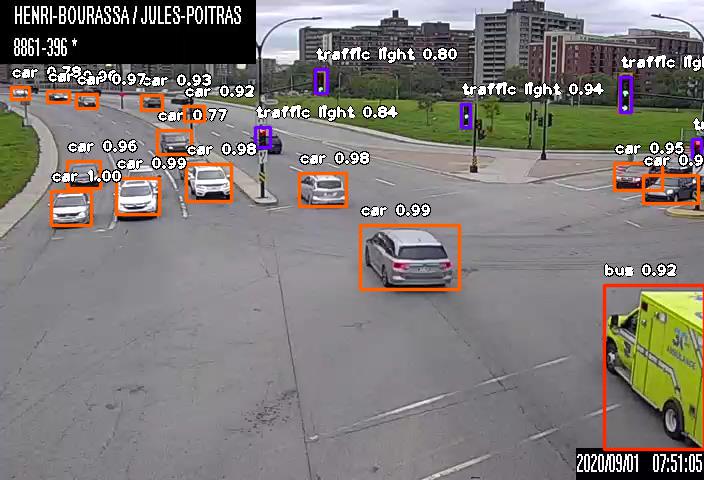 HENRI-BOURASSA / JULES-POITRAS
8861-396 *
traffic light 0.80
car 0.97
car 0.93
car 0.92
traffic light 0.94
traffic light 0.84
0.77
car 0.96
car 0.99
car 0.98
car 0.98
car 0.95
car 1.00
car 0.99
bus 0.92
AMBULANCE
2020/09/01 07:51:05